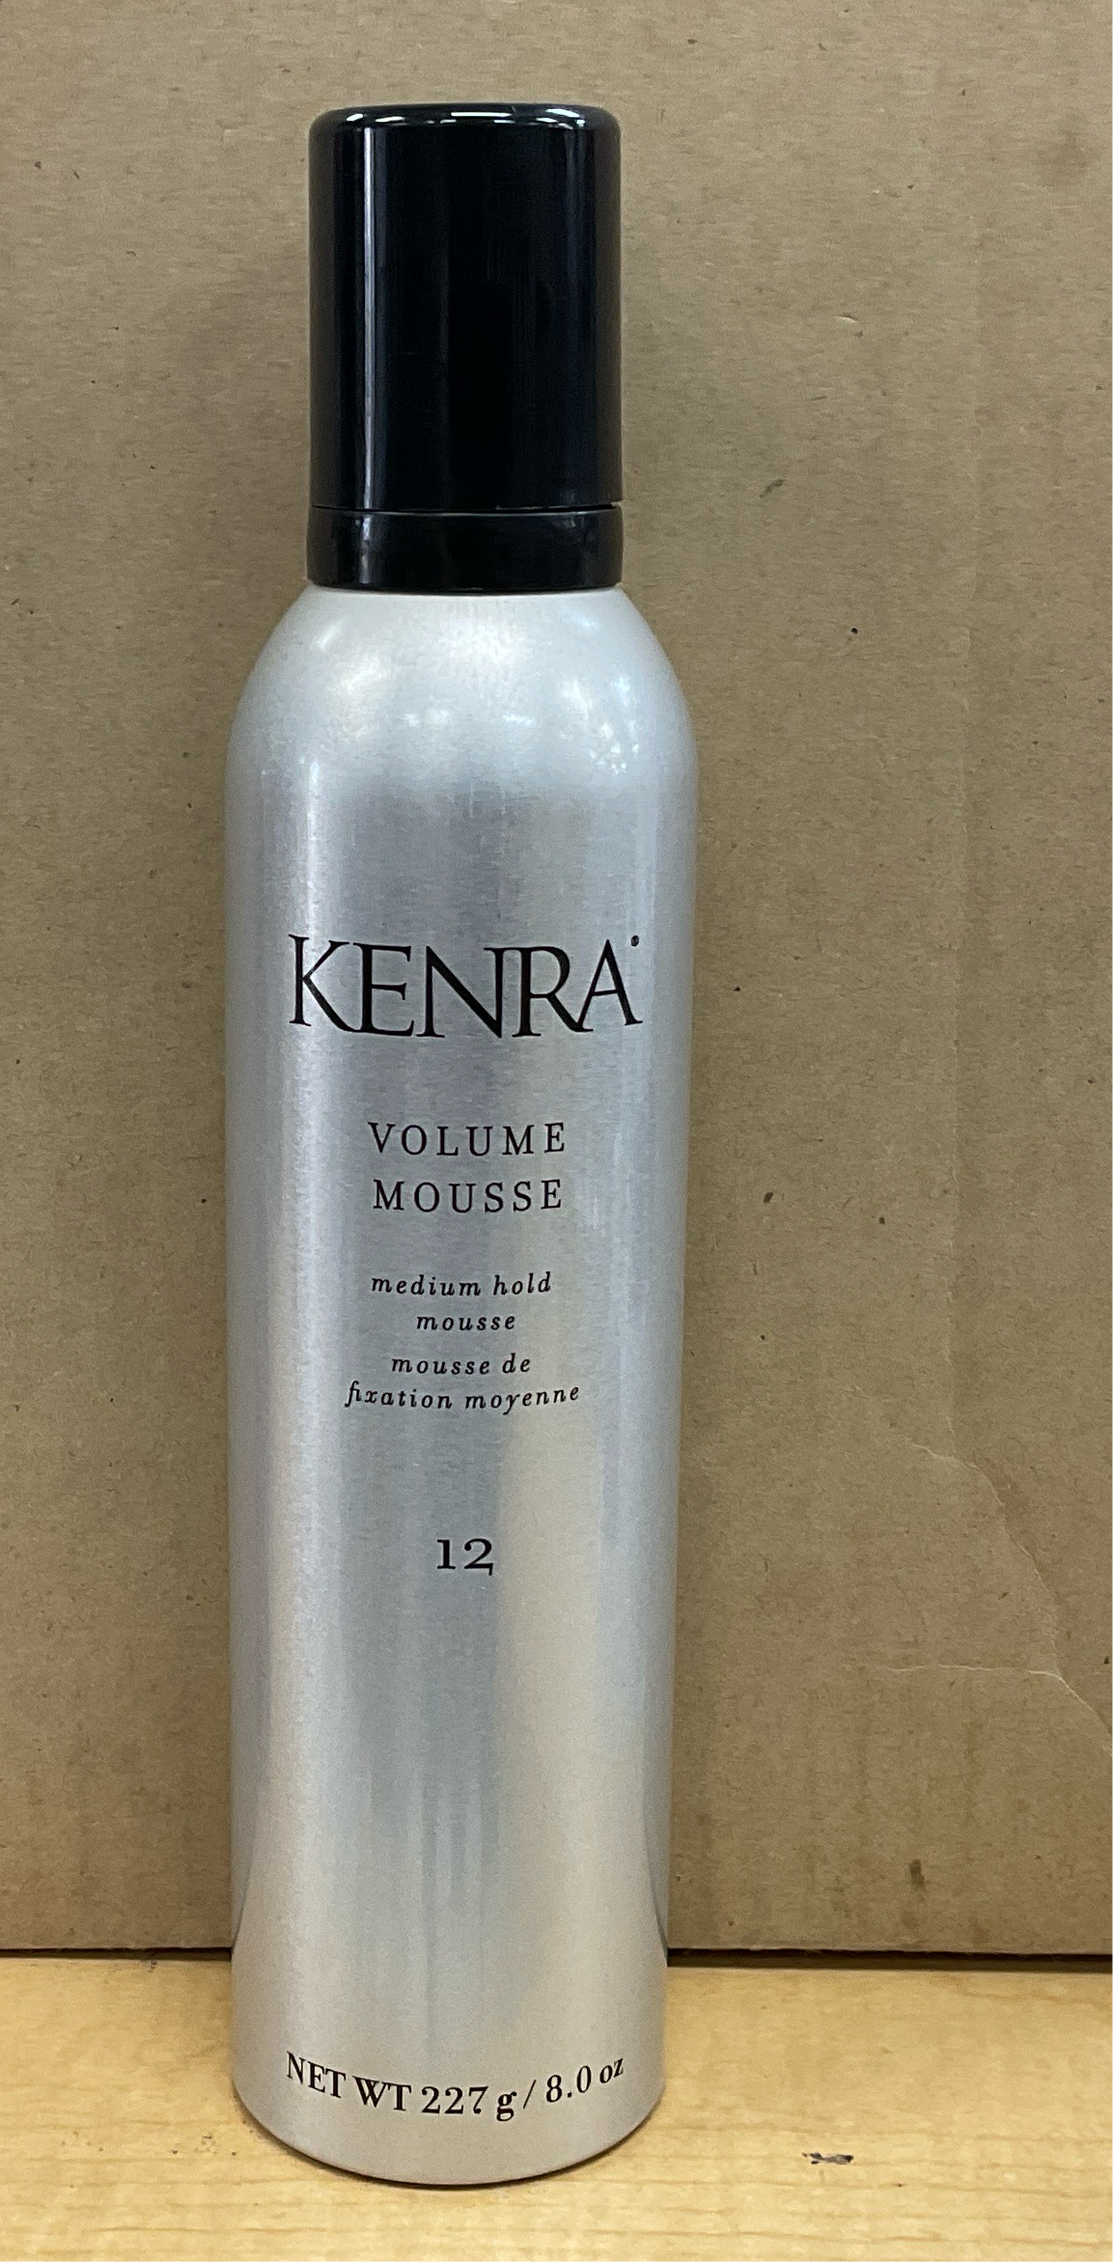 KENRA®
VOLUME
MOUSSE
medium hold
mousse
mousse de
fixation moyenne
12
NET WT 227 g / 8.0 oz